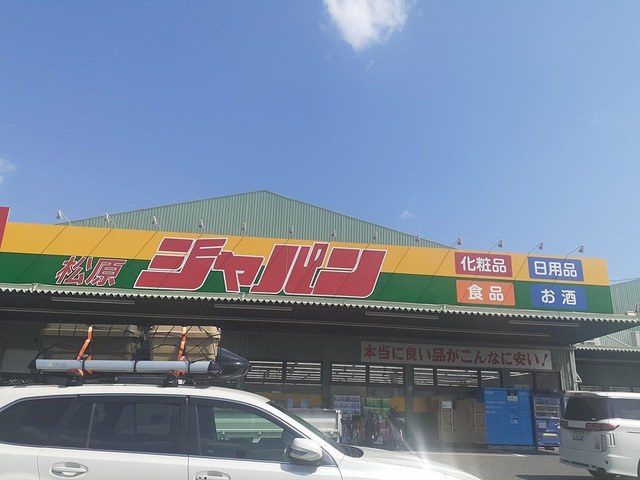 松原 ジャパン
化粧品
日用品
食品
お酒
本当に良い品がこんなに安い!